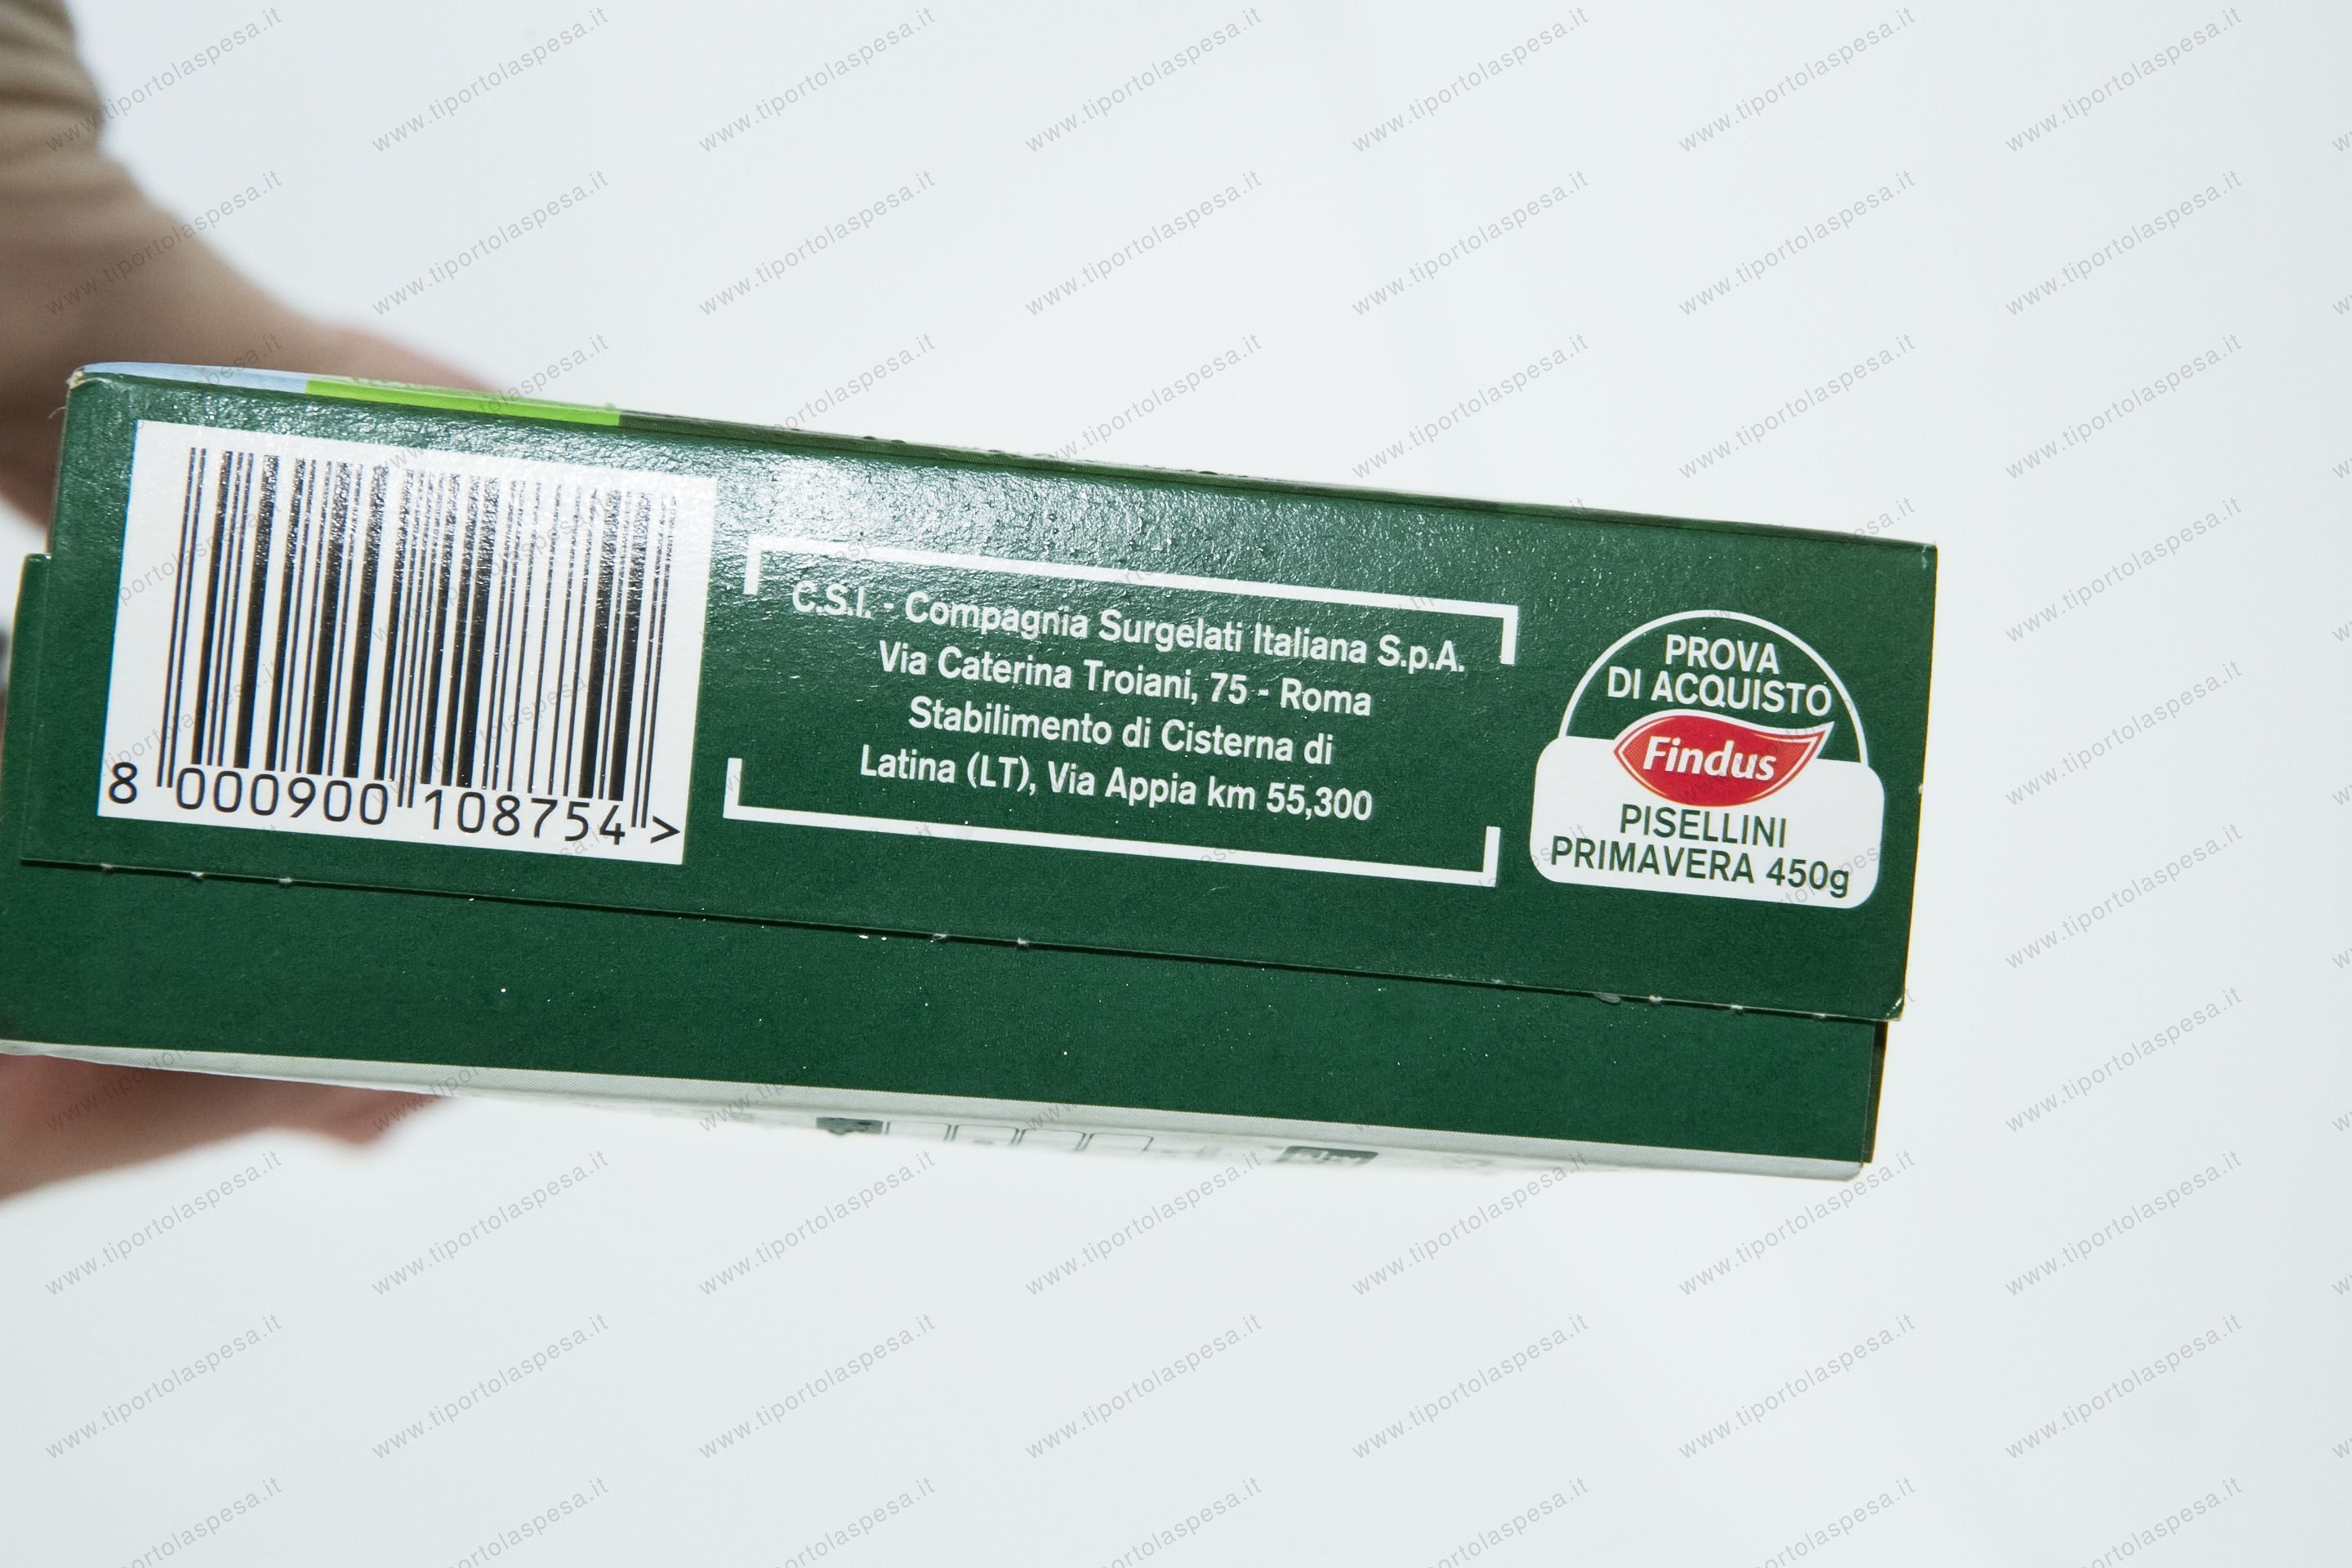 8 000900 108754 >
C.S.I. - Compagnia Surgelati Italiana S.p.A.
Via Caterina Troiani, 75 - Roma
Stabilimento di Cisterna di
Latina (LT), Via Appia km 55,300
PROVA
DI ACQUISTO
Findus
PISELLINI
PRIMAVERA 450g
www.tiportolaspesa.it